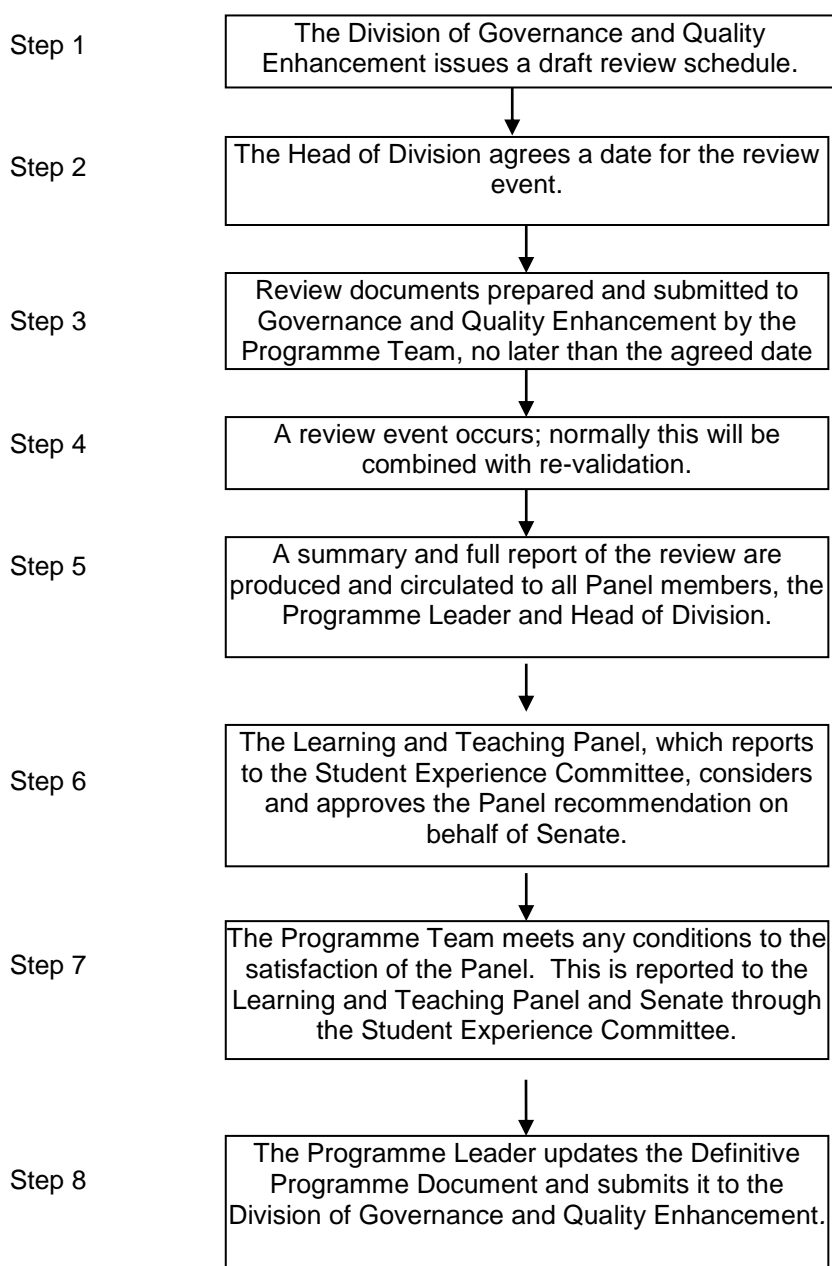 Step 1
The Division of Governance and Quality
Enhancement issues a draft review schedule.
Step 2
The Head of Division agrees a date for the review
event.
Step 3
Review documents prepared and submitted to
Governance and Quality Enhancement by the
Programme Team, no later than the agreed date
Step 4
A review event occurs; normally this will be
combined with re-validation.
Step 5
A summary and full report of the review are
produced and circulated to all Panel members, the
Programme Leader and Head of Division.
Step 6
The Learning and Teaching Panel, which reports
to the Student Experience Committee, considers
and approves the Panel recommendation on
behalf of Senate.
Step 7
The Programme Team meets any conditions to the
satisfaction of the Panel.  This is reported to the
Learning and Teaching Panel and Senate through
the Student Experience Committee.
Step 8
The Programme Leader updates the Definitive
Programme Document and submits it to the
Division of Governance and Quality Enhancement.